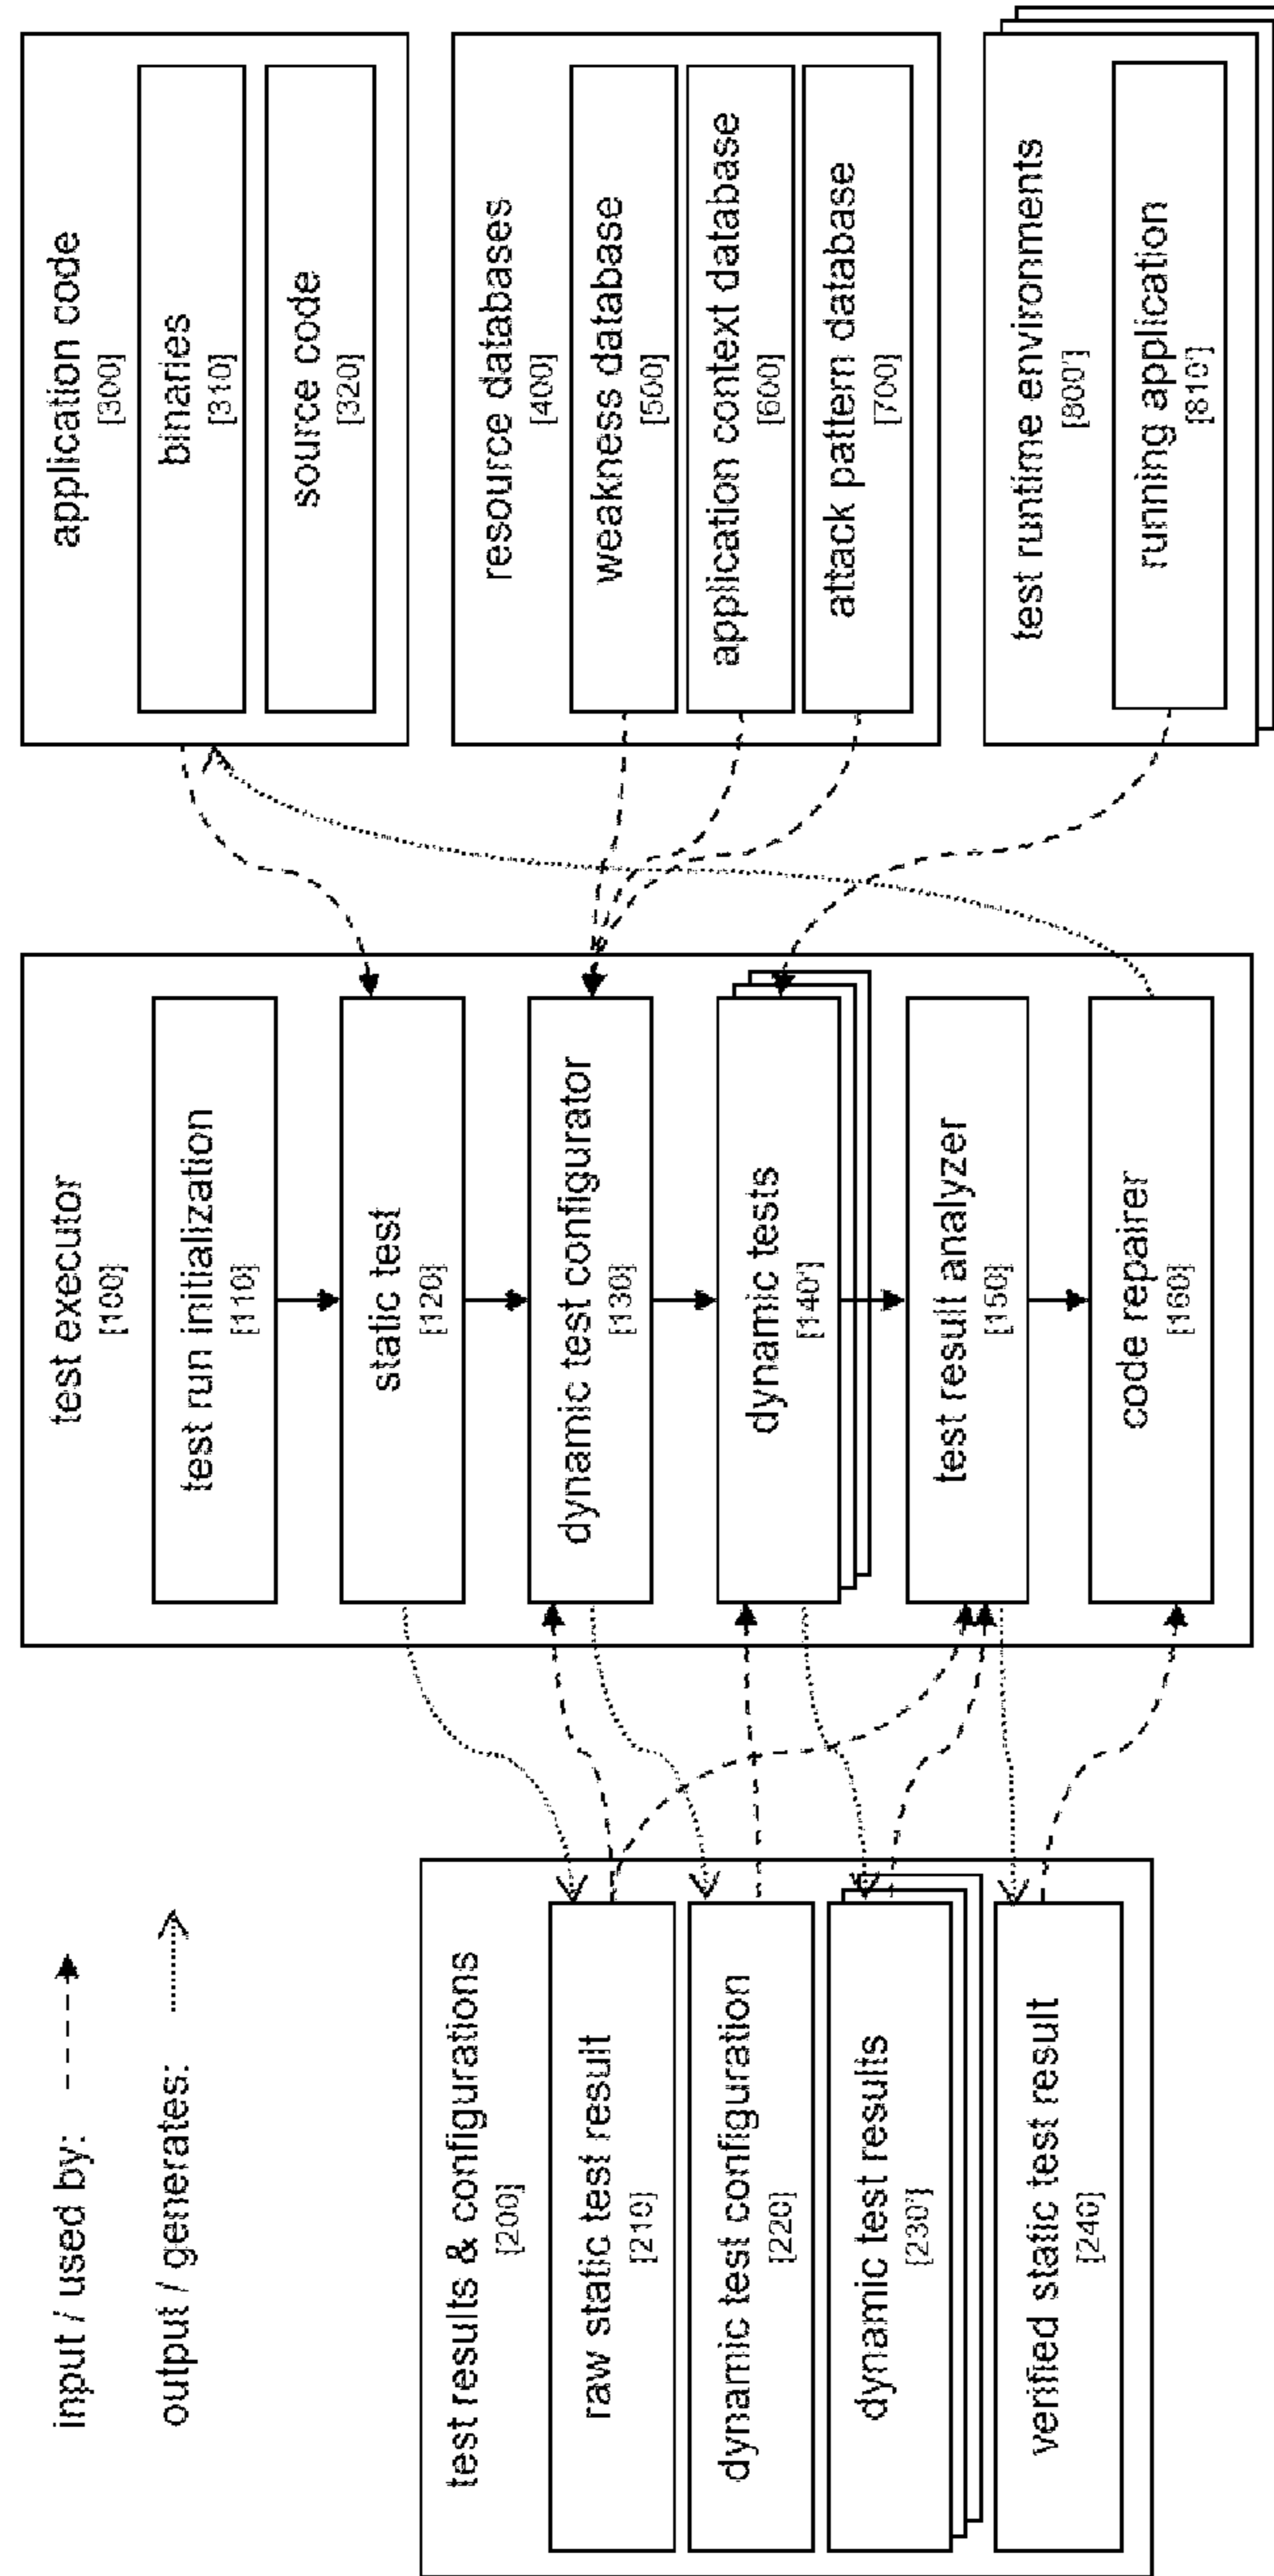 input / used by:
output / generates:
test results & configurations
[200]
raw static test result
[210]
dynamic test configuration
[220]
dynamic test results
[230']
verified static test result
[240]
test executor
[100]
test run initialization
[110]
static test
[120]
dynamic test configurator
[130]
dynamic tests
[140']
test result analyzer
[150]
code repairer
[160]
application code
[300]
binaries
[310]
source code
[320]
resource databases
[400]
weakness database
[500]
application context database
[600]
attack pattern database
[700]
test runtime environments
[800']
running application
[810']